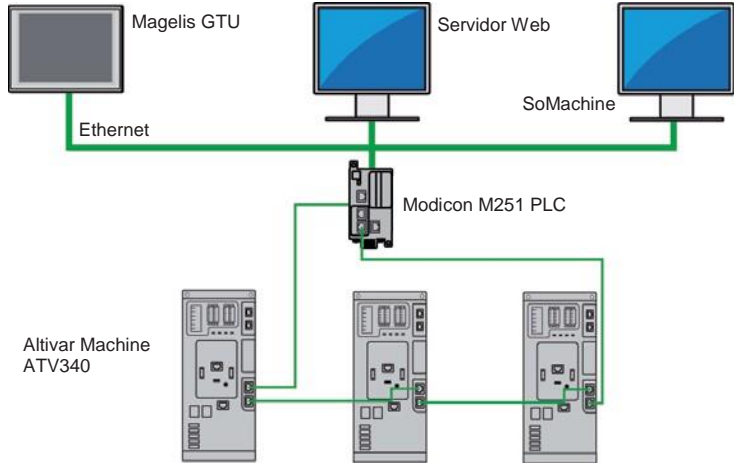 Magelis GTU
Servidor Web
SoMachine
Ethernet
Modicon M251 PLC
Altivar Machine
ATV340